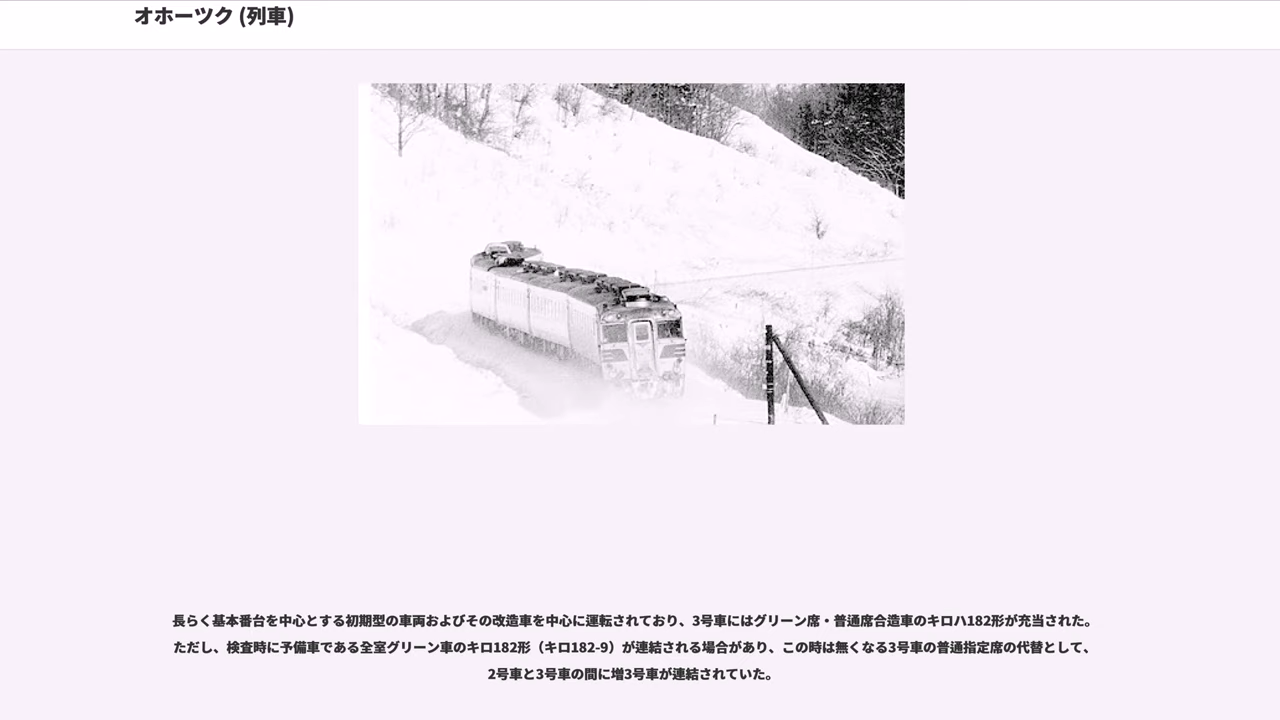 オホーツク (列車)
長らく基本番台を中心とする初期型の車両およびその改造車を中心に運転されており、3号車にはグリーン席・普通席合造車のキロハ182形が充当された。
ただし、検査時に予備車である全室グリーン車のキロ182形（キロ182-9）が連結される場合があり、この時は無くなる3号車の普通指定席の代替として、
2号車と3号車の間に増3号車が連結されていた。